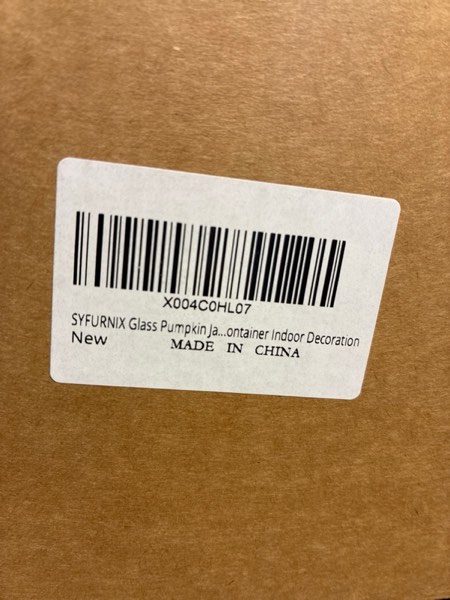 X004C0HL07
SYFURNIX Glass Pumpkin Ja...ontainer Indoor Decoration
New MADE IN CHINA